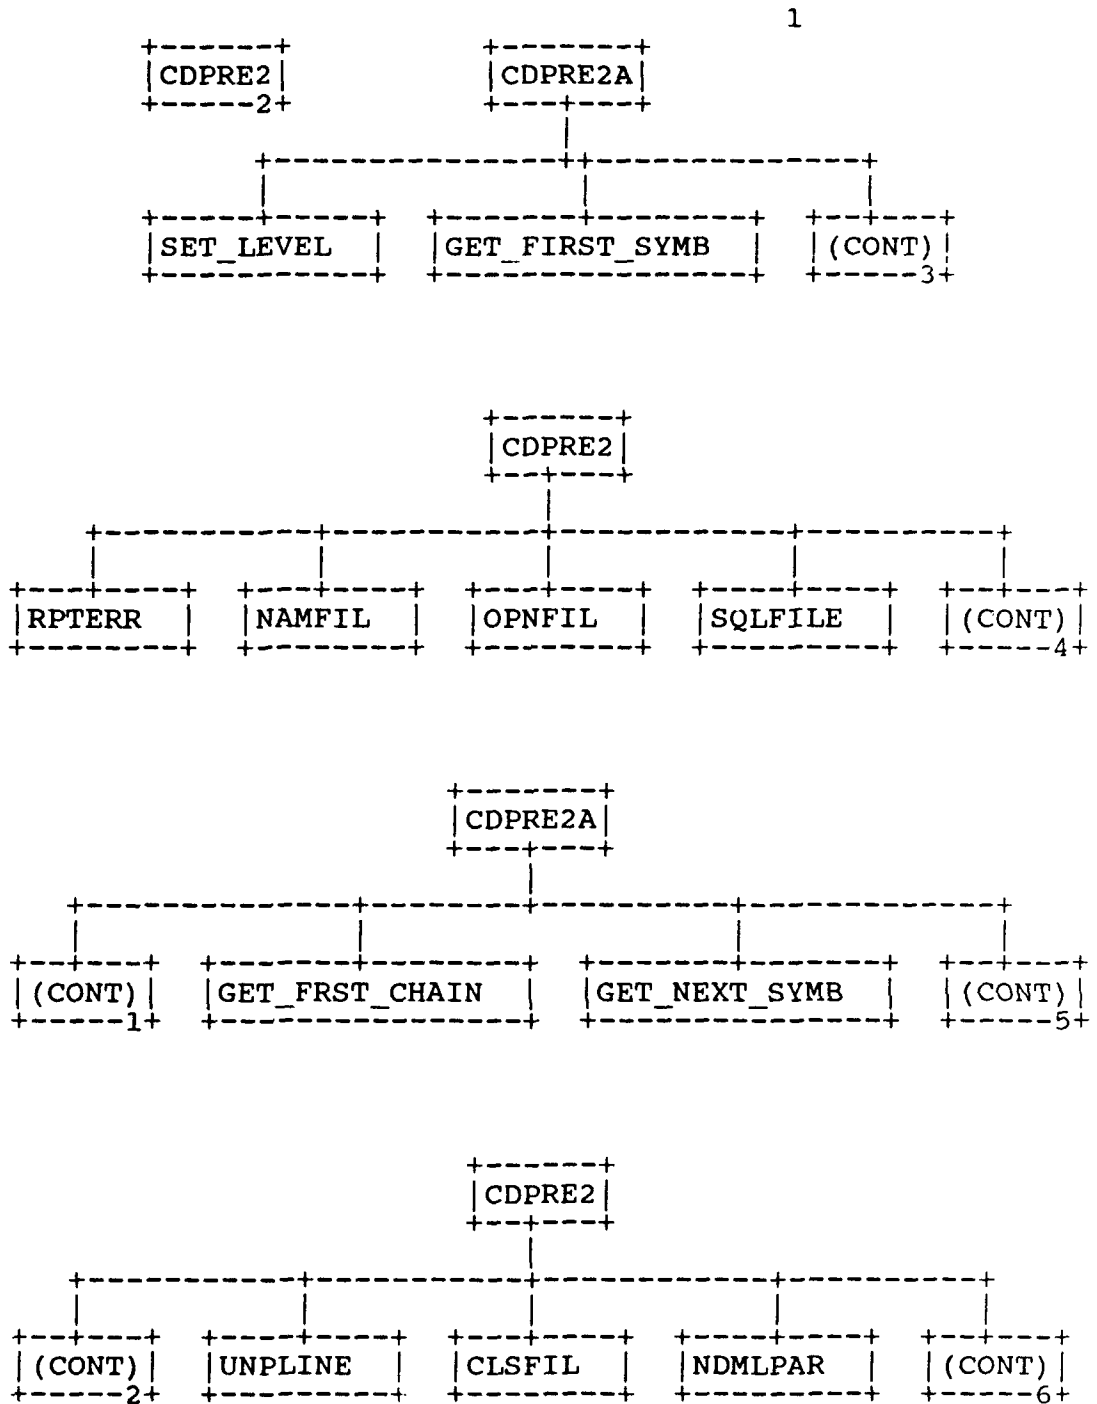 1
CDPRE2 CDPRE2A
2
SET_LEVEL GET_FIRST_SYMB (CONT)
3
CDPRE2
RPTERR NAMFIL OPNFIL SQLFILE (CONT)
4
CDPRE2A
(CONT) GET_FRST_CHAIN GET_NEXT_SYMB (CONT)
1 5
CDPRE2
(CONT) UNPLINE CLSFIL NDMLPAR (CONT)
2 6